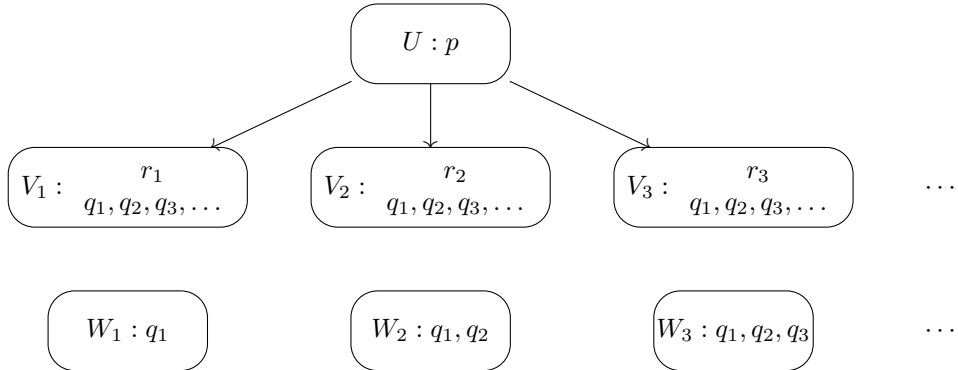 U : p
V₁ : r₁
q₁, q₂, q₃, . . .
V₂ : r₂
q₁, q₂, q₃, . . .
V₃ : r₃
q₁, q₂, q₃, . . .
. . .
W₁ : q₁
W₂ : q₁, q₂
W₃ : q₁, q₂, q₃
. . .